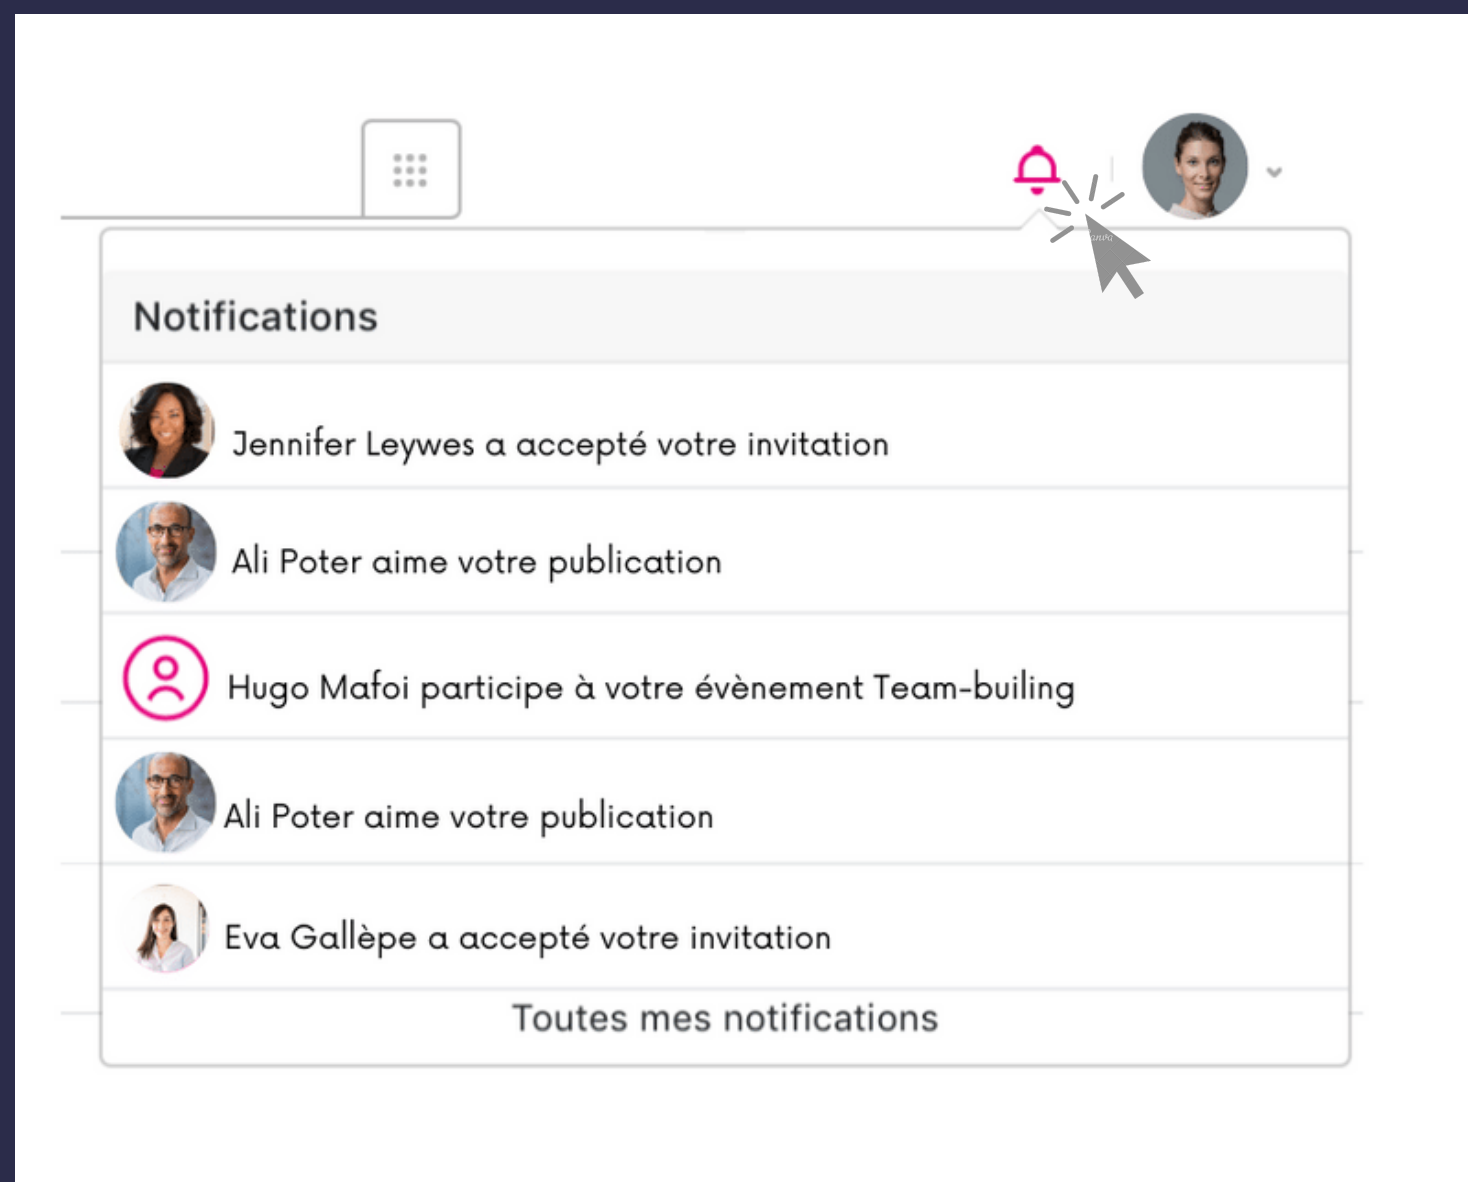 Notifications
Jennifer Leywes a accepté votre invitation
Ali Poter aime votre publication
Hugo Mafoi participe à votre évènement Team-builing
Ali Poter aime votre publication
Eva Gallèpe a accepté votre invitation
Toutes mes notifications